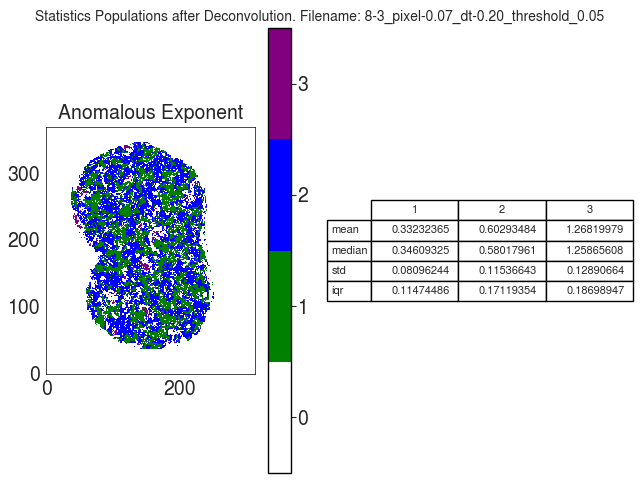 Statistics Populations after Deconvolution. Filename: 8-3_pixel-0.07_dt-0.20_threshold_0.05
Anomalous Exponent
300
200
100
0
0 200
3
2
1
0
1 2 3
mean 0.33232365 0.60293484 1.26819979
median 0.34609325 0.58017961 1.25865608
std 0.08096244 0.11536643 0.12890664
iqr 0.11474486 0.17119354 0.18698947